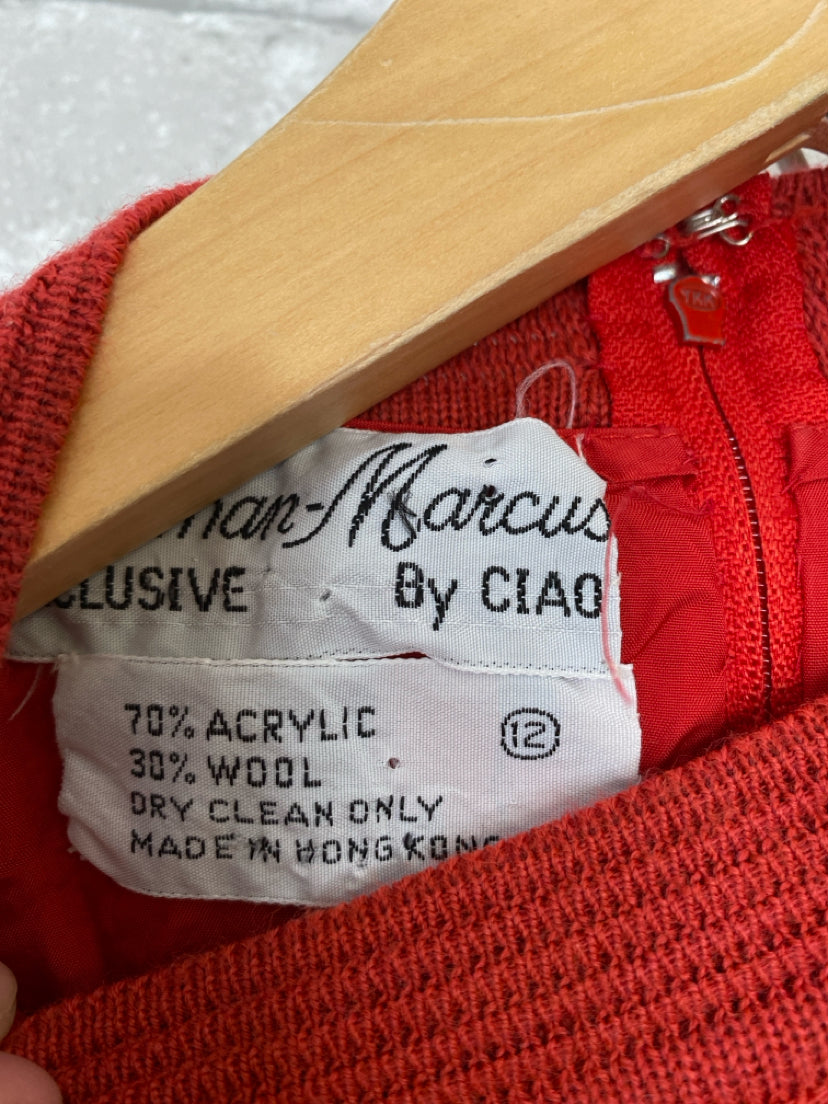 man-Marcus
CLUSIVE By CIAO
70% ACRYLIC
12
30% WOOL
DRY CLEAN ONLY
MADE IN HONG KONG